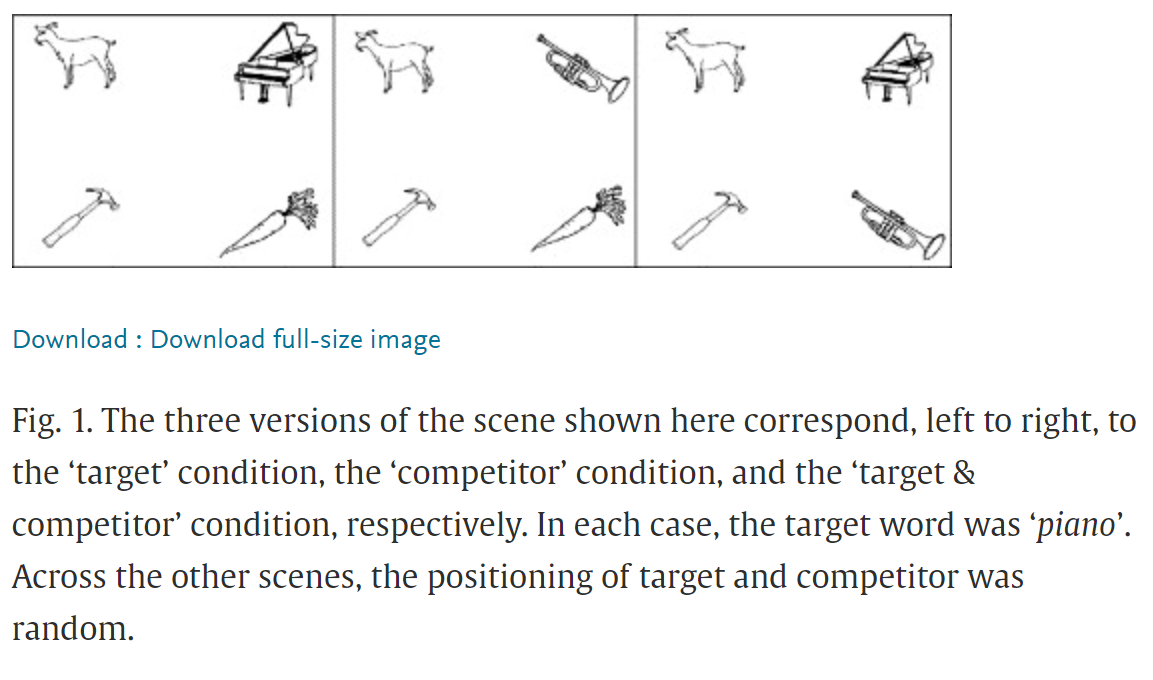 Download : Download full-size image
Fig. 1. The three versions of the scene shown here correspond, left to right, to
the ‘target’ condition, the ‘competitor’ condition, and the ‘target &
competitor’ condition, respectively. In each case, the target word was ‘piano’.
Across the other scenes, the positioning of target and competitor was
random.